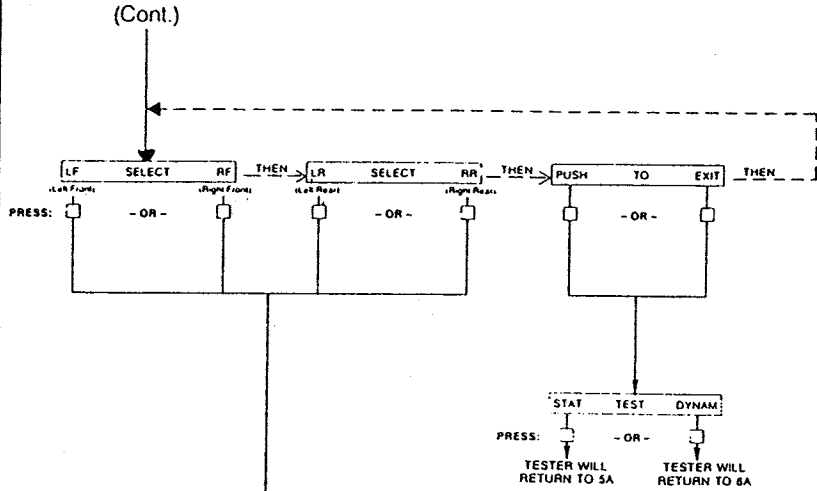 (Cont.)
LF SELECT RF THEN LR SELECT RR THEN PUSH TO EXIT THEN
(Left Front) (Right Front) (Left Rear) (Right Rear)
PRESS: - OR - - OR - - OR -
STAT TEST DYNAM
PRESS: - OR -
TESTER WILL RETURN TO 5A
TESTER WILL RETURN TO 6A